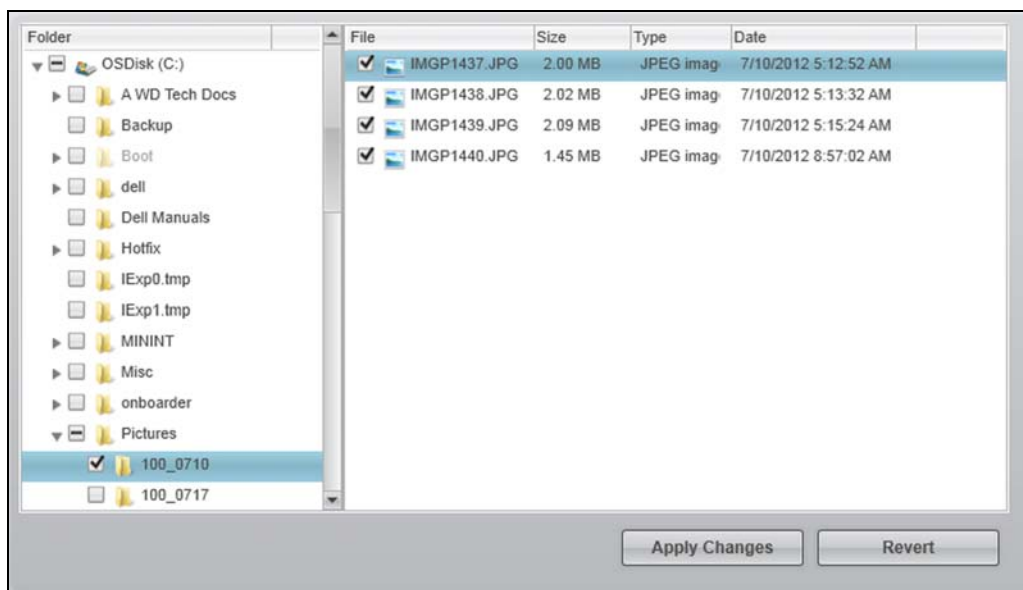 Folder
OSDisk (C:)
A WD Tech Docs
Backup
Boot
dell
Dell Manuals
Hotfix
IExp0.tmp
IExp1.tmp
MININT
Misc
onboarder
Pictures
100_0710
100_0717
File Size Type Date
IMGP1437.JPG 2.00 MB JPEG imag 7/10/2012 5:12:52 AM
IMGP1438.JPG 2.02 MB JPEG imag 7/10/2012 5:13:32 AM
IMGP1439.JPG 2.09 MB JPEG imag 7/10/2012 5:15:24 AM
IMGP1440.JPG 1.45 MB JPEG imag 7/10/2012 8:57:02 AM
Apply Changes Revert